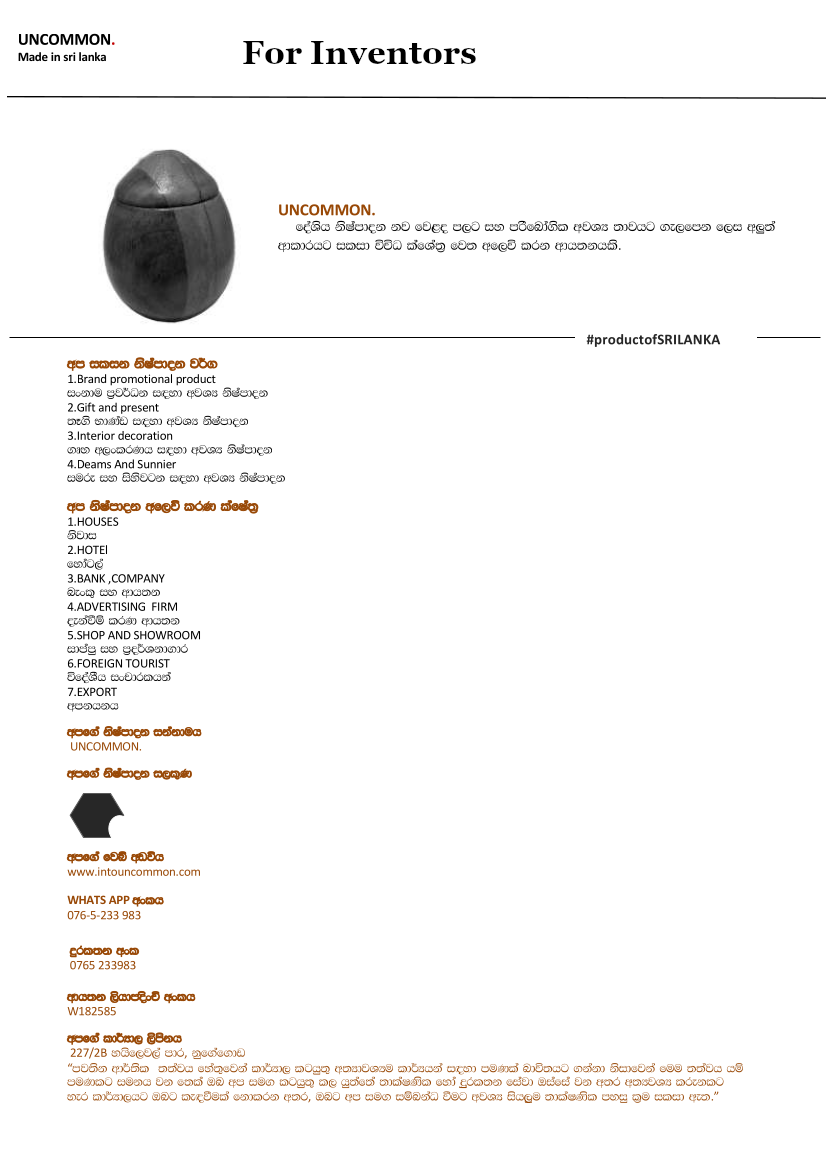 UNCOMMON.
Made in sri lanka
For Inventors
UNCOMMON.
දේශිය නිෂ්පාදන නව වෙළද පලට සහ පරීබෝගික අවශ්‍ය තාවයට ගැලපෙන ලෙස අලුත්
ආකාරයට සකසා විවිධ ක්ශේත්‍ර වෙත අලෙවි කරන ආයතනයකි.
#productofSRILANKA
අප සකසන නිෂ්පාදන වර්ග
1.Brand promotional product
සංනාම ප්‍රවර්ධන සඳහා අවශ්‍ය නිෂ්පාදන
2.Gift and present
තෑගි භාණ්ඩ සඳහා අවශ්‍ය නිෂ්පාදන
3.Interior decoration
ගෘහ අලංකරණය සඳහා අවශ්‍ය නිෂ්පාදන
4.Deams And Sunnier
සමරු සහ සිහිවටන සඳහා අවශ්‍ය නිෂ්පාදන
අප නිෂ්පාදන අලෙවි කරණ ක්ෂේත්‍ර
1.HOUSES
නිවාස
2.HOTEl
හෝටල්
3.BANK ,COMPANY
බැංකු සහ ආයතන
4.ADVERTISING FIRM
දැන්වීම් කරණ ආයතන
5.SHOP AND SHOWROOM
සාප්පු සහ ප්‍රදර්ශනාගාර
6.FOREIGN TOURIST
විදේශීය සංචාරකයන්
7.EXPORT
අපනයනය
අපගේ නිෂ්පාදන සන්නාමය
UNCOMMON.
අපගේ නිෂ්පාදන සලකුණ
අපගේ වෙබ් අඩවිය
www.intouncommon.com
WHATS APP අංකය
076-5-233 983
දුරකතන අංක
0765 233983
ආයතන ලියාපදිංචි අංකය
W182585
අපගේ කාර්යාල ලිපිනය
227/2B හයිලෙවල් පාර, නුගේගොඩ
“පවතින ආර්තික තත්වය හේතුවෙන් කාර්යාල කටයුතු අත්‍යාවශ්‍යම කාර්යයන් සඳහා පමණක් බාවිතයට ගන්නා නිසාවෙන් මෙම තත්වය යම්
පමණකට සමනය වන තෙක් ඔබ අප සමග කටයුතු කල යුත්තේ තාක්ෂණික හෝ දුරකතන සේවා ඔස්සේ වන අතර අත්‍යවශ්‍ය කරුනකට
හැර කාර්යාලයට ඔබට කැඳවීමක් නොකරන අතර, ඔබට අප සමග සම්බන්ධ වීමට අවශ්‍ය සියලුම තාක්ෂණික පහසු ක්‍රම සකසා ඇත.”